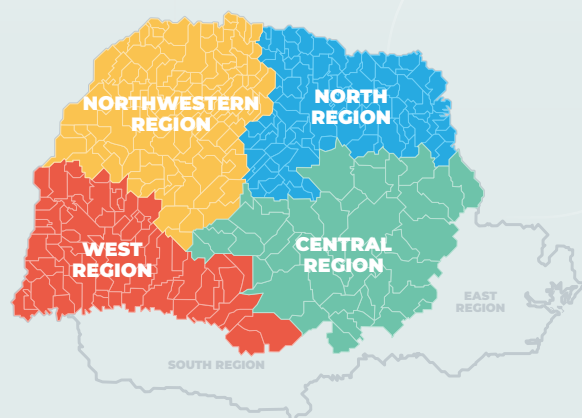 NORTHWESTERN
REGION
NORTH
REGION
WEST
REGION
CENTRAL
REGION
EAST
REGION
SOUTH REGION